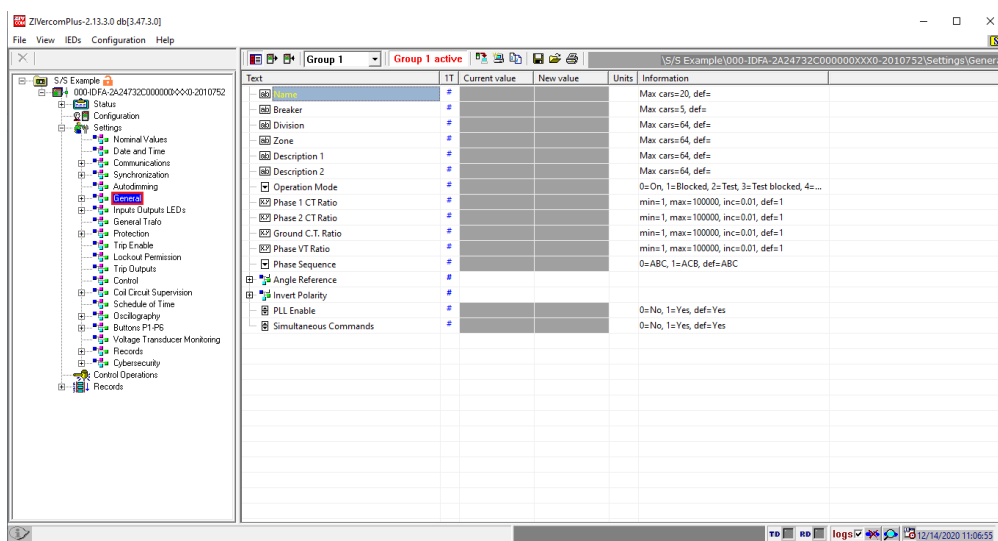 ZIVercomPlus-2.13.3.0 db[3.47.3.0]
File View IEDs Configuration Help
Group 1 Group 1 active \S/S Example\000-IDFA-2A24732C000000XXX0-2010752\Settings\Genera
S/S Example
000-IDFA-2A24732C000000XXX0-2010752
Status
Configuration
Settings
Nominal Values
Date and Time
Communications
Synchronization
Autodimming
General
Inputs Outputs LEDs
General Trafo
Protection
Trip Enable
Lockout Permission
Trip Outputs
Control
Coil Circuit Supervision
Schedule of Time
Oscillography
Buttons P1-P6
Voltage Transducer Monitoring
Records
Cybersecurity
Control Operations
Records
Text 1T Current value New value Units Information
ab Name # Max cars=20, def=
ab Breaker # Max cars=5, def=
ab Division # Max cars=64, def=
ab Zone # Max cars=64, def=
ab Description 1 # Max cars=64, def=
ab Description 2 # Max cars=64, def=
Operation Mode # 0=On, 1=Blocked, 2=Test, 3=Test blocked, 4=...
Phase 1 CT Ratio # min=1, max=100000, inc=0.01, def=1
Phase 2 CT Ratio # min=1, max=100000, inc=0.01, def=1
Ground C.T. Ratio # min=1, max=100000, inc=0.01, def=1
Phase VT Ratio # min=1, max=100000, inc=0.01, def=1
Phase Sequence # 0=ABC, 1=ACB, def=ABC
Angle Reference #
Invert Polarity #
PLL Enable # 0=No, 1=Yes, def=Yes
Simultaneous Commands # 0=No, 1=Yes, def=Yes
TD RD logs 12/14/2020 11:06:55